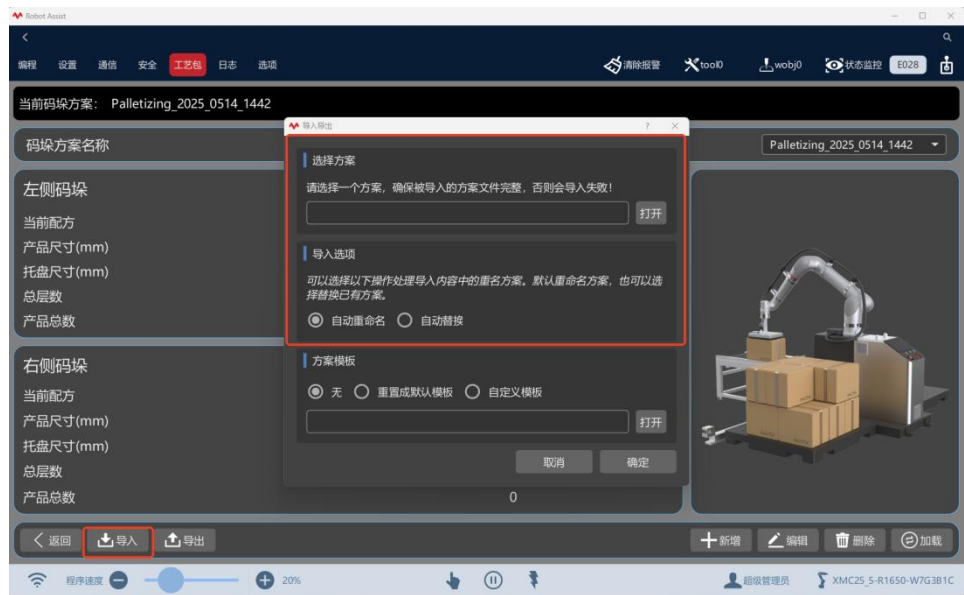 Robot Assist
编程 设置 通信 安全 工艺包 日志 选项 清除报警 tool0 wobj0 状态监控 E028
当前码垛方案： Palletizing_2025_0514_1442
导入导出
码垛方案名称
Palletizing_2025_0514_1442
选择方案
请选择一个方案，确保被导入的方案文件完整，否则会导入失败！
打开
导入选项
可以选择以下操作处理导入内容中的重名方案。默认重命名方案，也可以选
择替换已有方案。
自动重命名 自动替换
方案模板
无 重置成默认模板 自定义模板
打开
取消 确定
左侧码垛
当前配方
产品尺寸(mm)
托盘尺寸(mm)
总层数
产品总数
右侧码垛
当前配方
产品尺寸(mm)
托盘尺寸(mm)
总层数
产品总数 0
返回 导入 导出 新增 编辑 删除 加载
程序速度 20% 超级管理员 XMC25_5-R1650-W7G3B1C